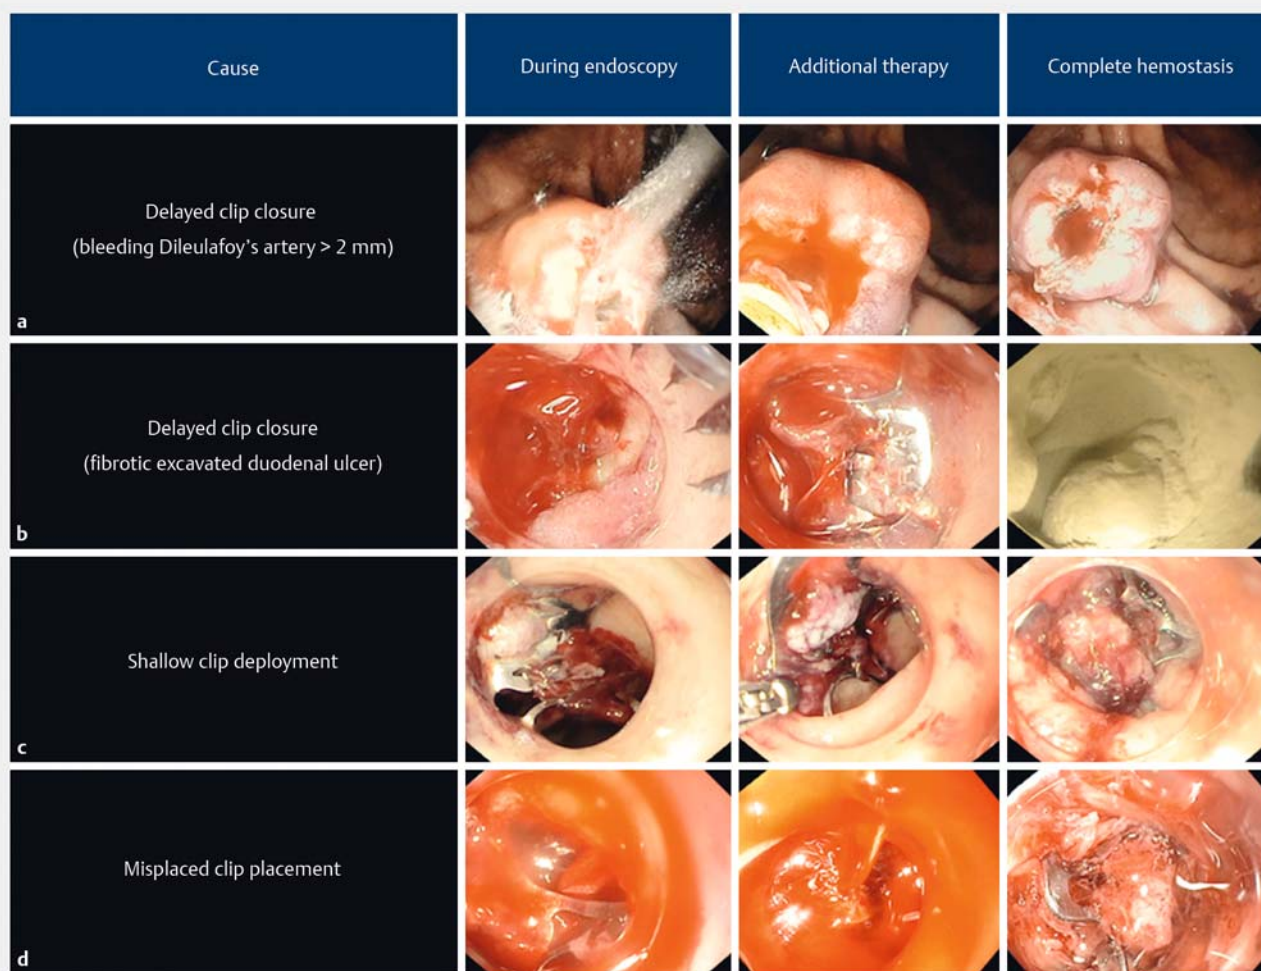 Cause
During endoscopy
Additional therapy
Complete hemostasis
Delayed clip closure
(bleeding Dileulafoy's artery > 2 mm)
a
Delayed clip closure
(fibrotic excavated duodenal ulcer)
b
Shallow clip deployment
c
Misplaced clip placement
d